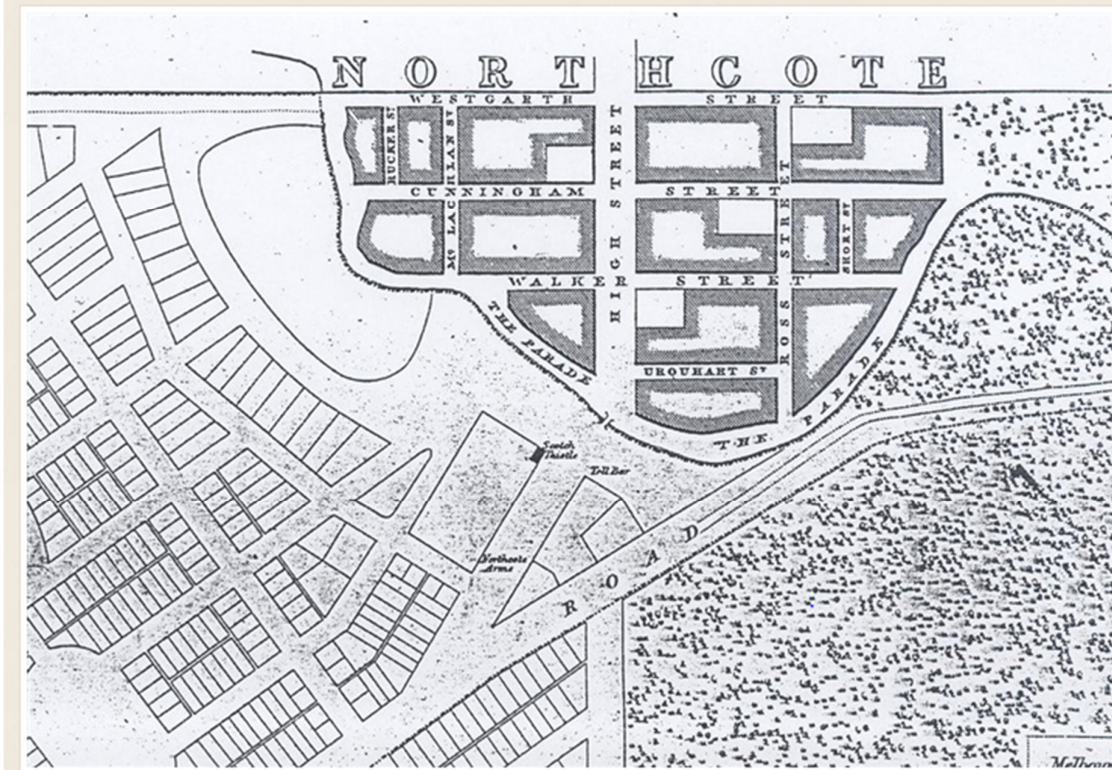 NORTHCOTE
WESTGARTH STREET
RUCKER ST
McLACHLAN ST
HIGH STREET
CUNNINGHAM STREET
ROSS STREET
SHORT ST
WALKER STREET
THE PARADE
URQUHART ST
THE PARADE
Scotch
Thistle
Toll Bar
Northcote
Arms
ROAD
ME